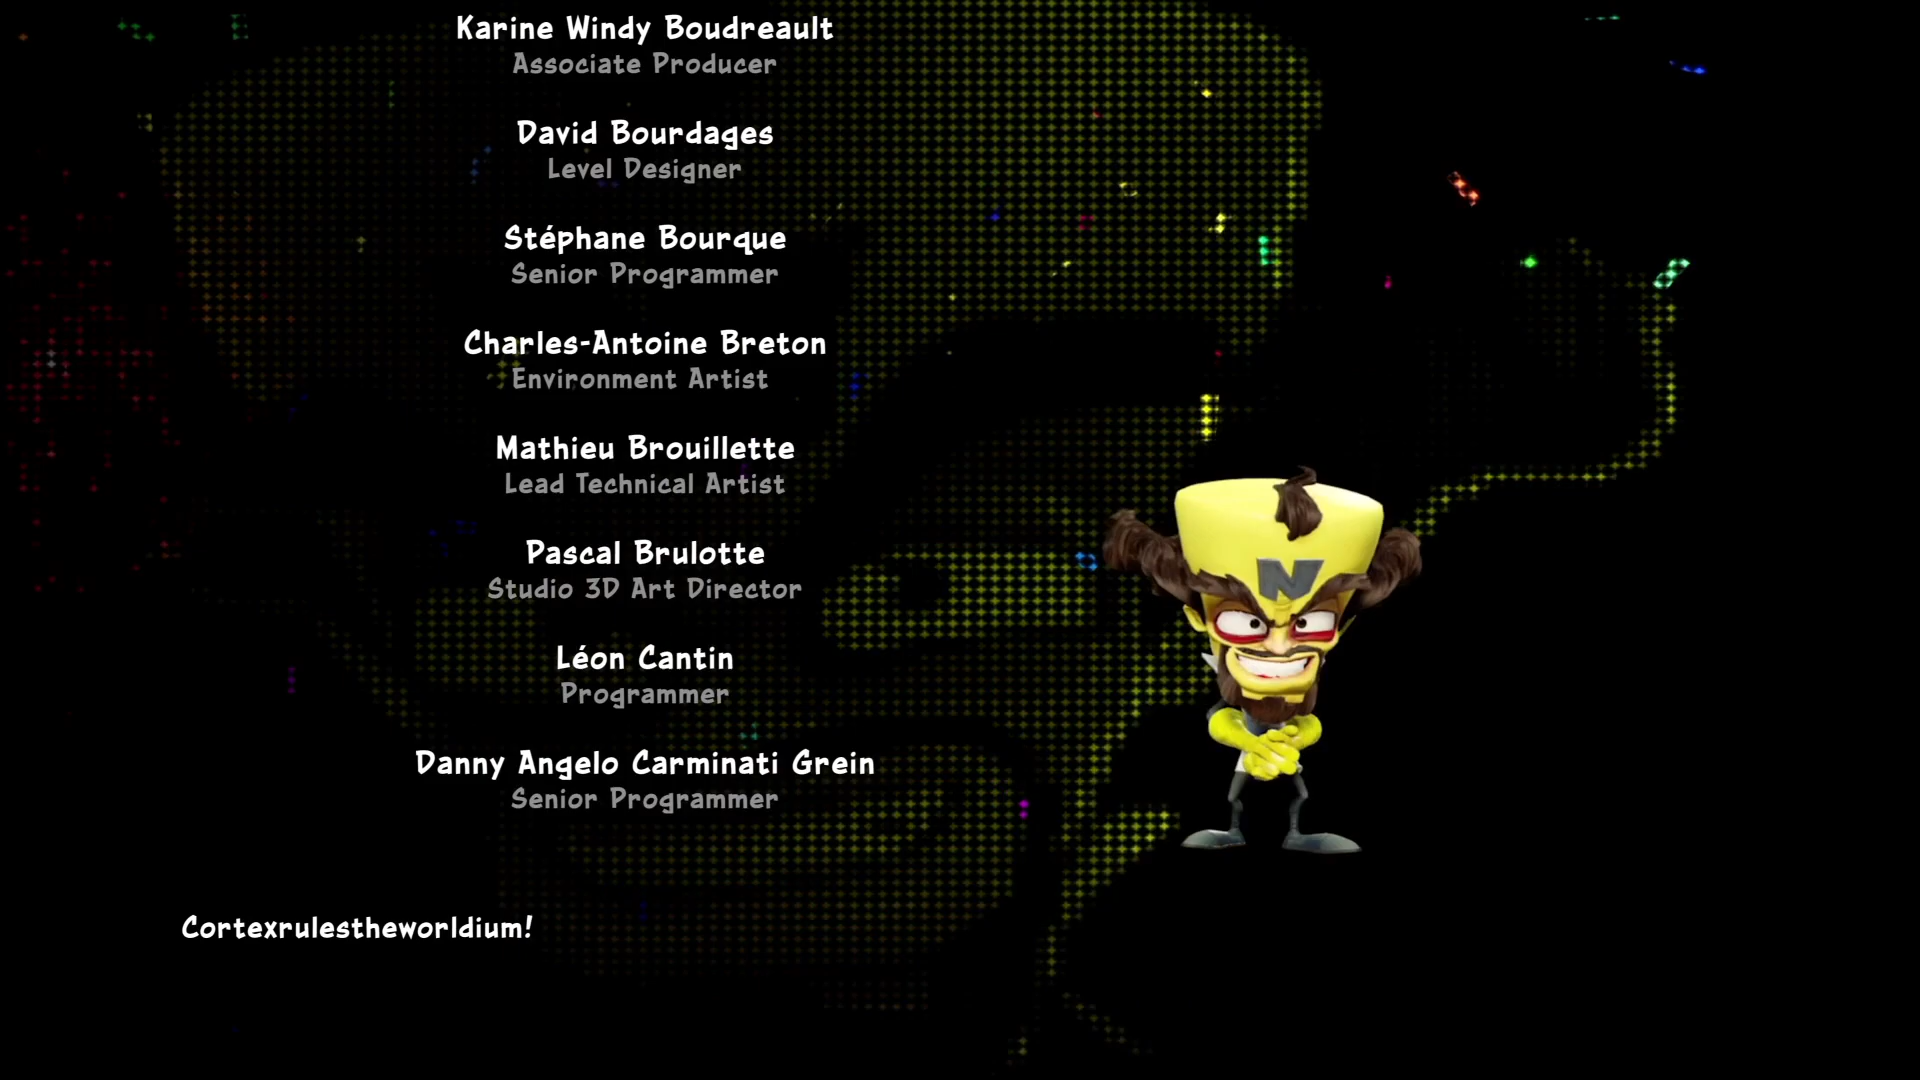 Karine Windy Boudreault
Associate Producer
David Bourdages
Level Designer
Stéphane Bourque
Senior Programmer
Charles-Antoine Breton
Environment Artist
Mathieu Brouillette
Lead Technical Artist
Pascal Brulotte
Studio 3D Art Director
Léon Cantin
Programmer
Danny Angelo Carminati Grein
Senior Programmer
N
Cortexrulestheworldium!